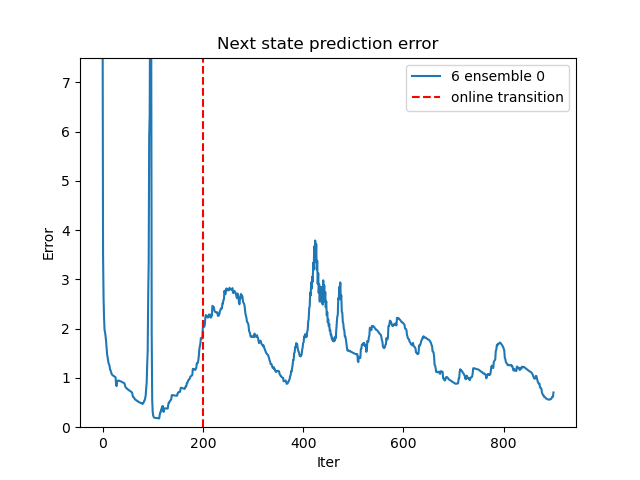 Next state prediction error
6 ensemble 0
online transition
Error
7
6
5
4
3
2
1
0
0 200 400 600 800
Iter